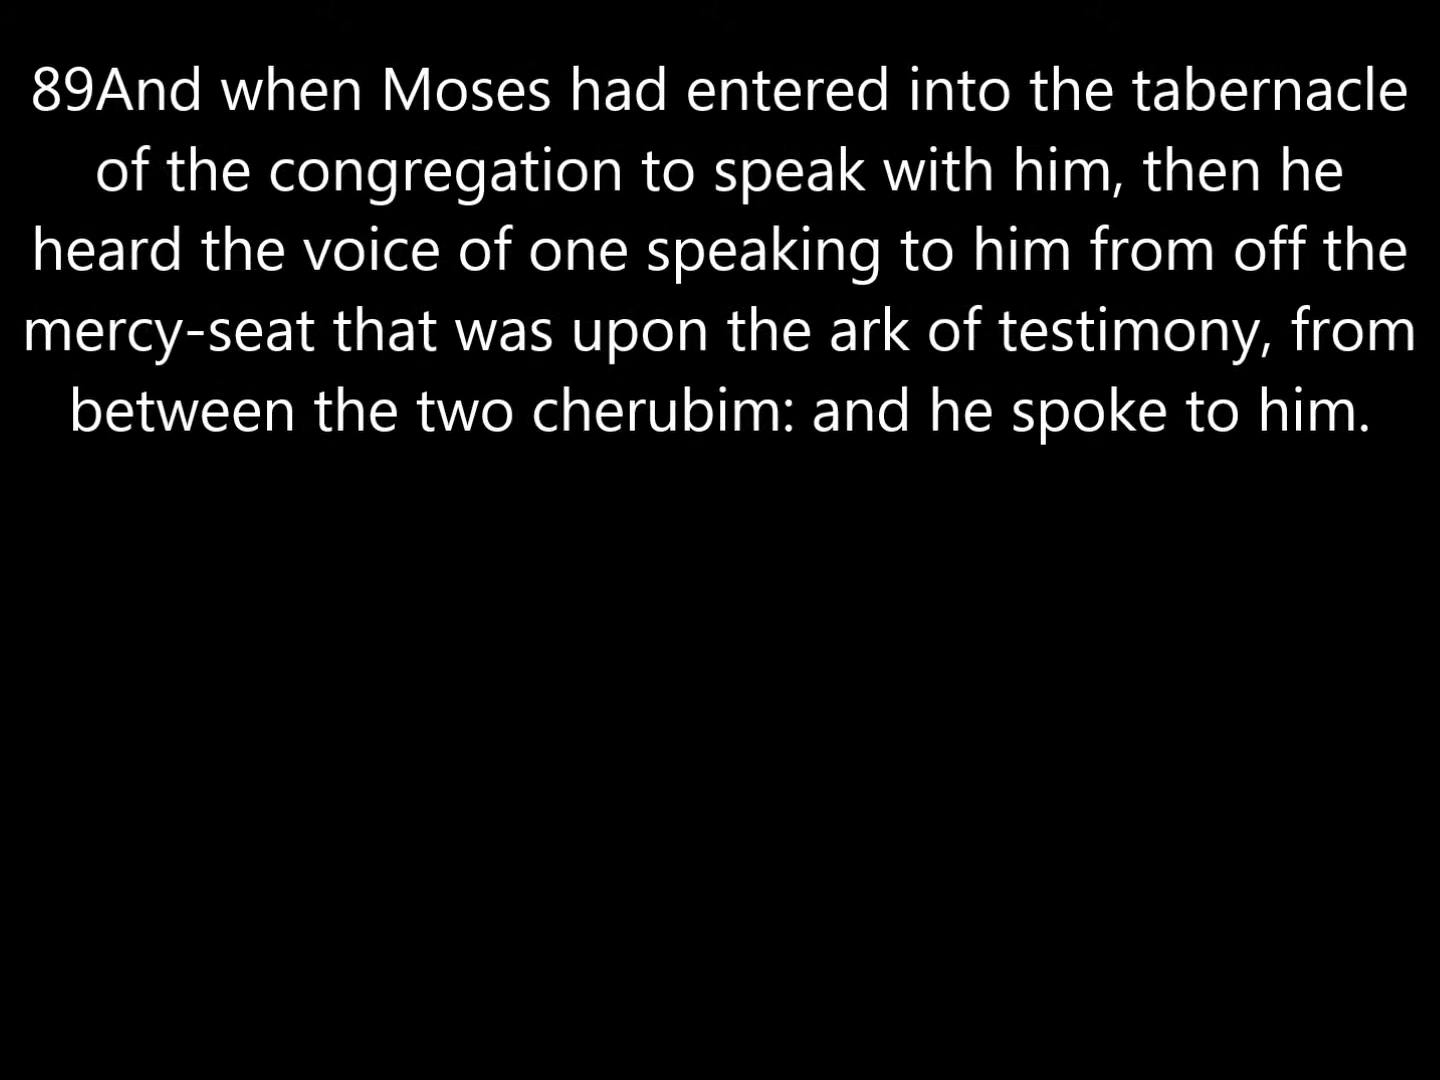 89And when Moses had entered into the tabernacle
of the congregation to speak with him, then he
heard the voice of one speaking to him from off the
mercy-seat that was upon the ark of testimony, from
between the two cherubim: and he spoke to him.